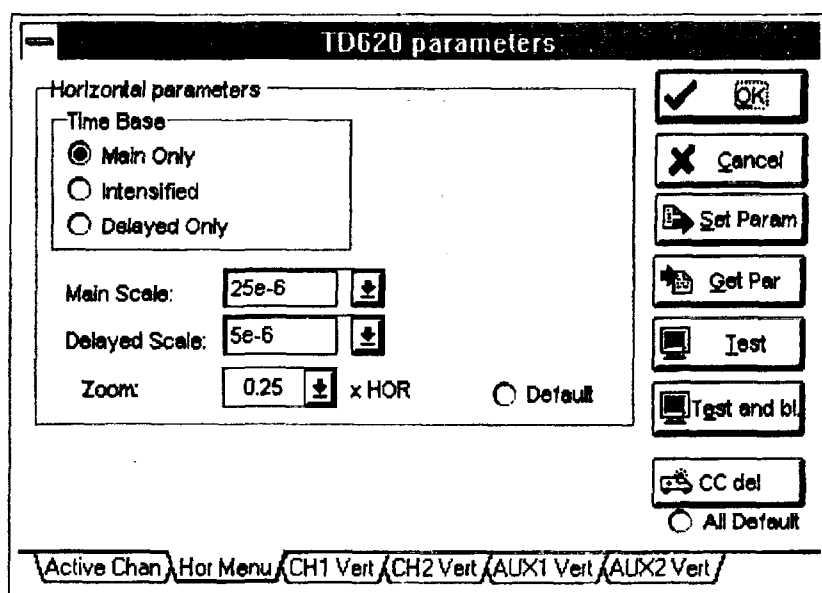 TD620 parameters
Horizontal parameters
Time Base
Main Only
Intensified
Delayed Only
Main Scale: 25e-6
Delayed Scale: 5e-6
Zoom: 0.25 x HOR
Default
OK
Cancel
Set Param
Get Par
Test
Test and bl.
CC del
All Default
Active Chan Hor Menu CH1 Vert CH2 Vert AUX1 Vert AUX2 Vert